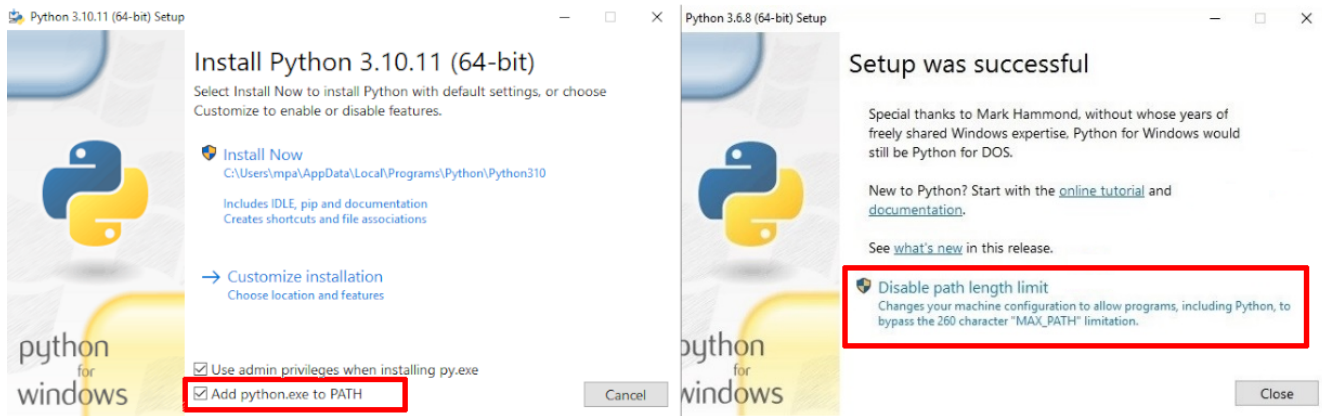 Python 3.10.11 (64-bit) Setup
Install Python 3.10.11 (64-bit)
Select Install Now to install Python with default settings, or choose
Customize to enable or disable features.
Install Now
C:\Users\mpa\AppData\Local\Programs\Python\Python310
Includes IDLE, pip and documentation
Creates shortcuts and file associations
Customize installation
Choose location and features
python
for
windows
Use admin privileges when installing py.exe
Add python.exe to PATH
Cancel
Python 3.6.8 (64-bit) Setup
Setup was successful
Special thanks to Mark Hammond, without whose years of
freely shared Windows expertise, Python for Windows would
still be Python for DOS.
New to Python? Start with the online tutorial and
documentation.
See what's new in this release.
Disable path length limit
Changes your machine configuration to allow programs, including Python, to
bypass the 260 character "MAX_PATH" limitation.
python
for
windows
Close